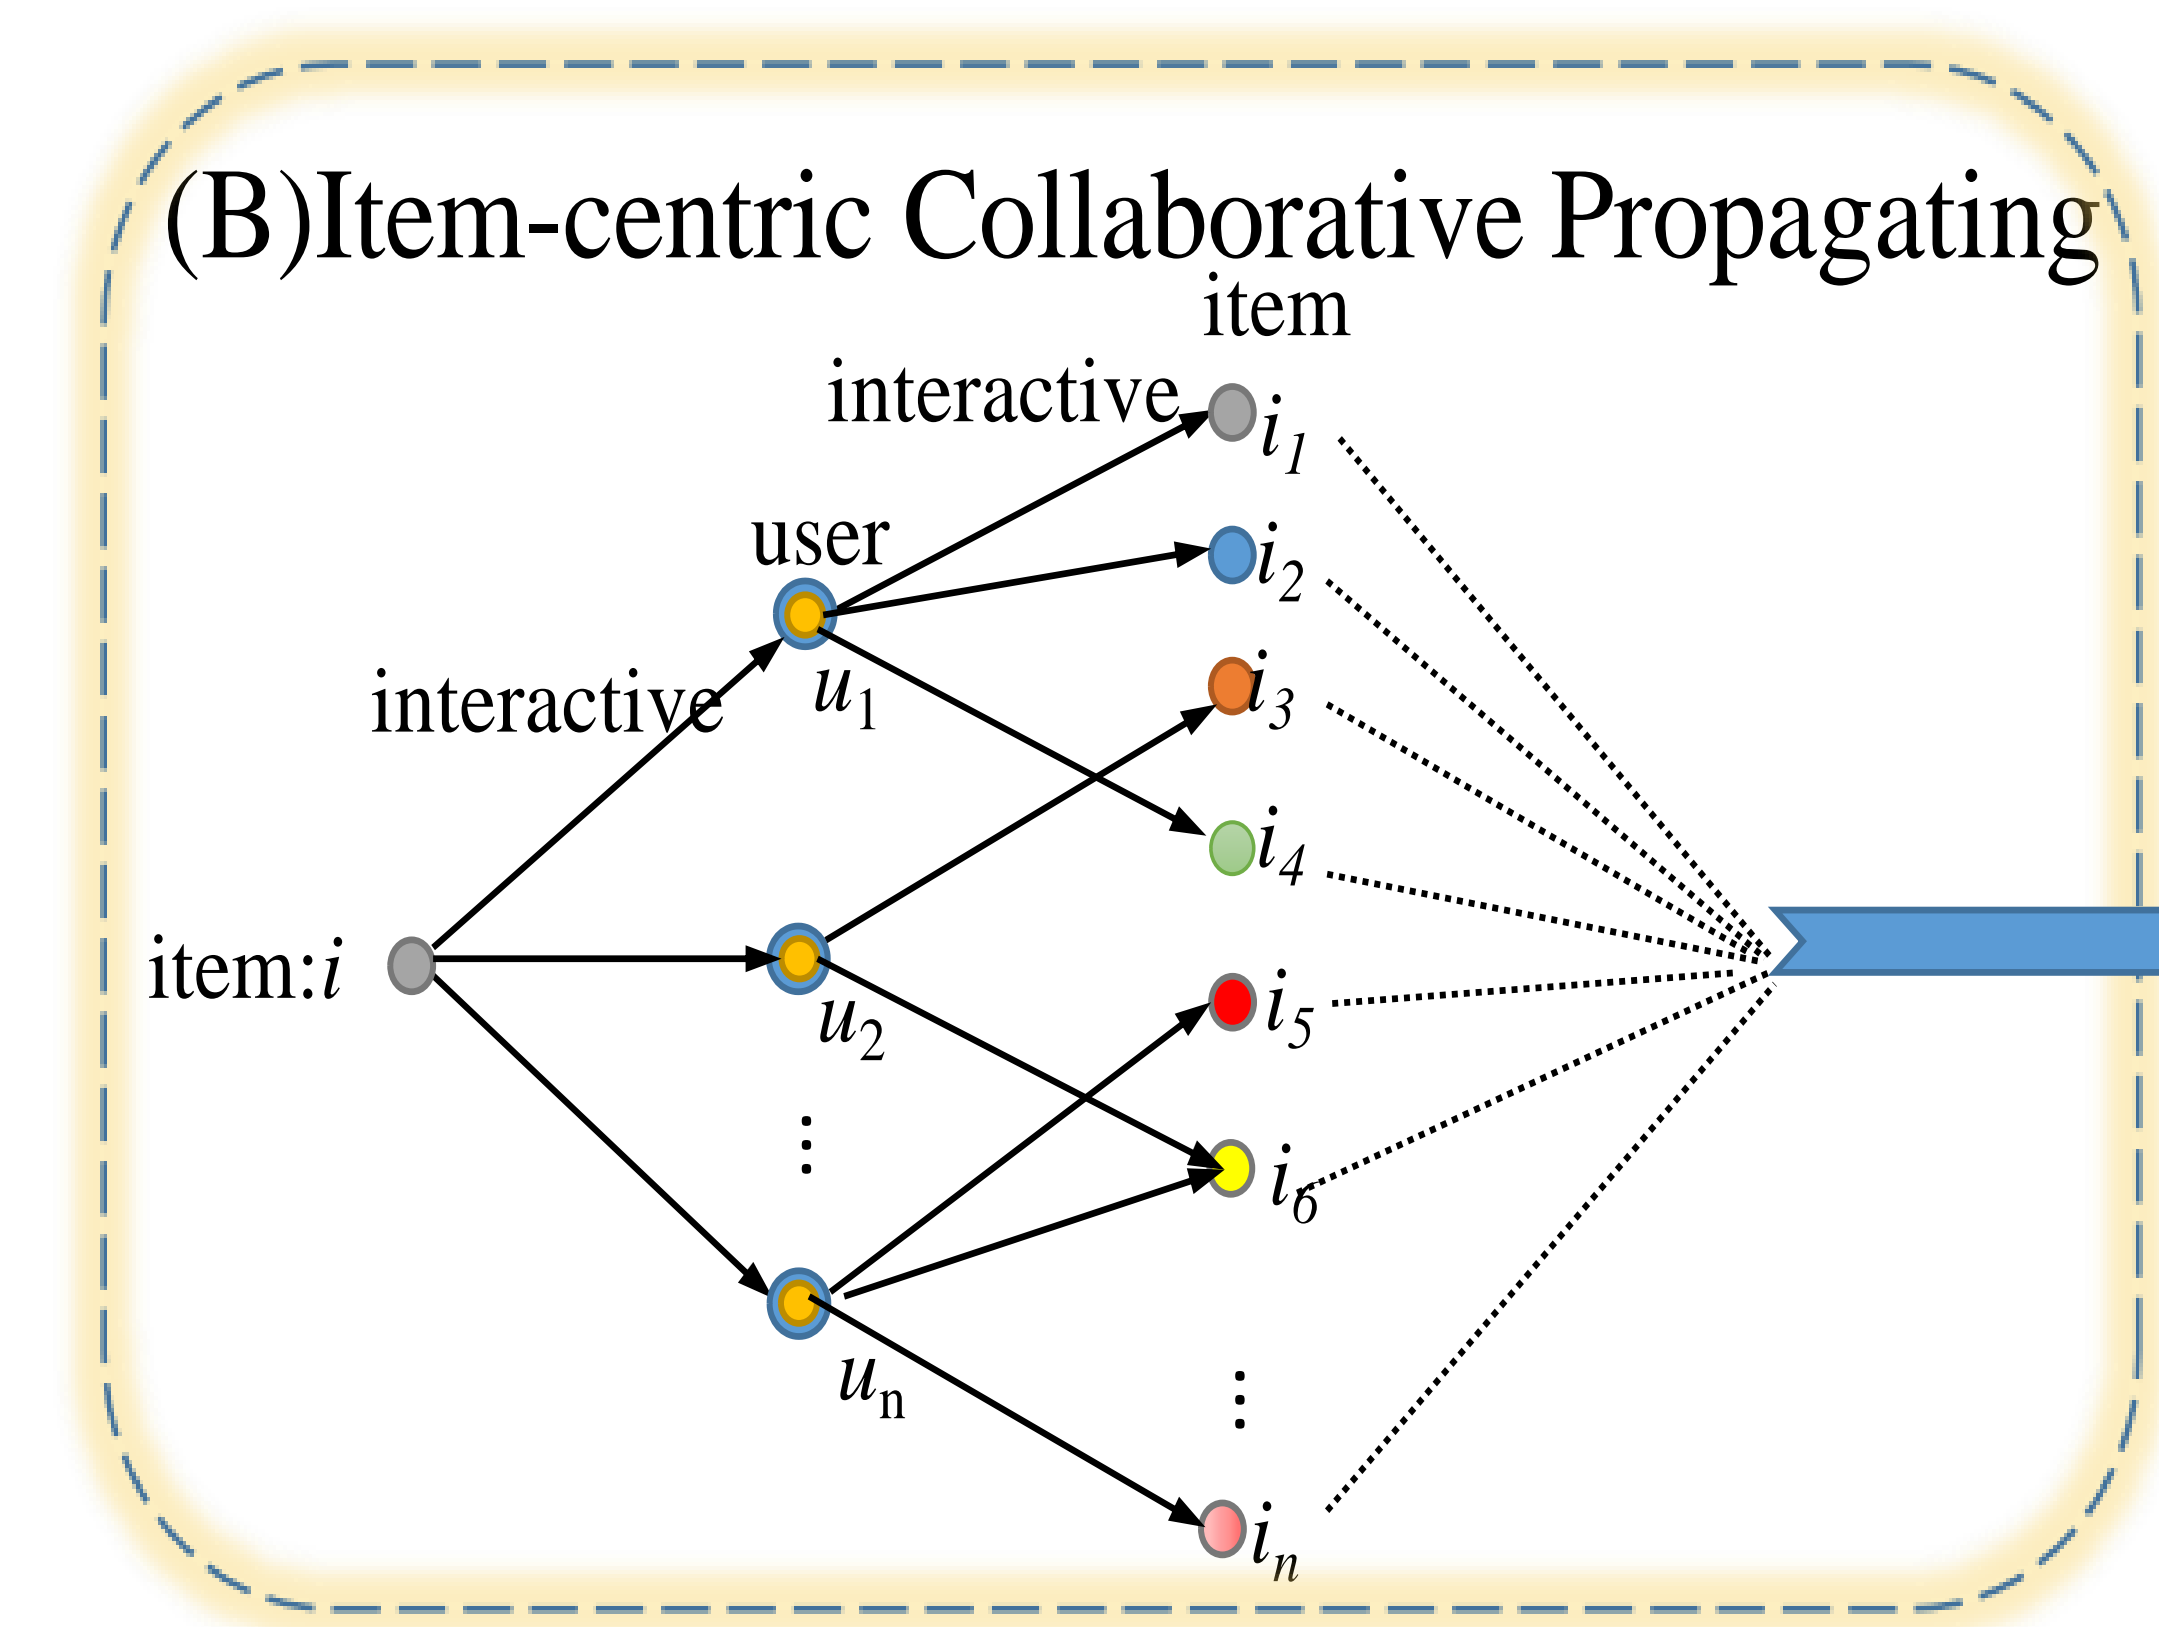 (B)Item-centric Collaborative Propagating
item
interactive
i1
user
i2
interactive
u1
i3
i4
item:i
u2
i5
⋮
i6
un
⋮
in